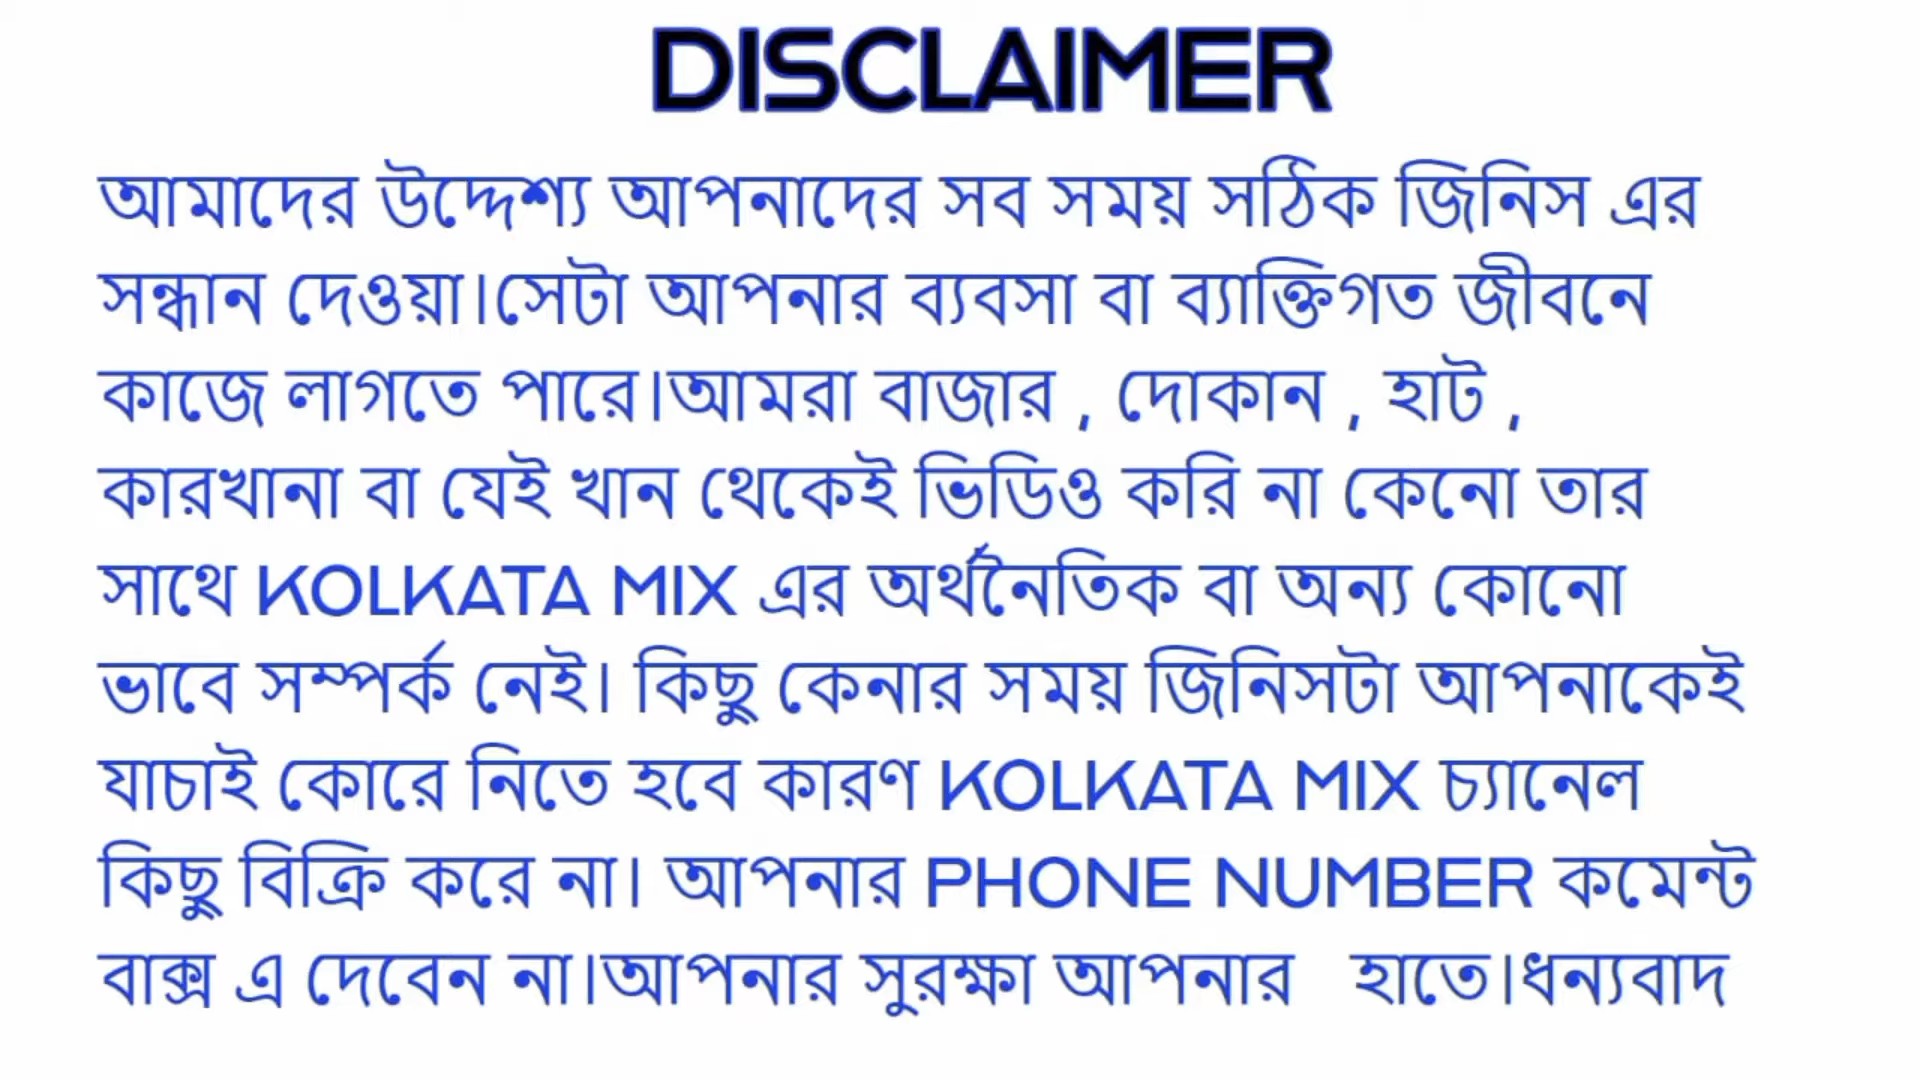 DISCLAIMER
আমাদের উদ্দেশ্য আপনাদের সব সময় সঠিক জিনিস এর
সন্ধান দেওয়া।সেটা আপনার ব্যবসা বা ব্যাক্তিগত জীবনে
কাজে লাগতে পারে।আমরা বাজার , দোকান , হাট ,
কারখানা বা যেই খান থেকেই ভিডিও করি না কেনো তার
সাথে KOLKATA MIX এর অর্থনৈতিক বা অন্য কোনো
ভাবে সম্পর্ক নেই। কিছু কেনার সময় জিনিসটা আপনাকেই
যাচাই কোরে নিতে হবে কারণ KOLKATA MIX চ্যানেল
কিছু বিক্রি করে না। আপনার PHONE NUMBER কমেন্ট
বাক্স এ দেবেন না।আপনার সুরক্ষা আপনার হাতে।ধন্যবাদ